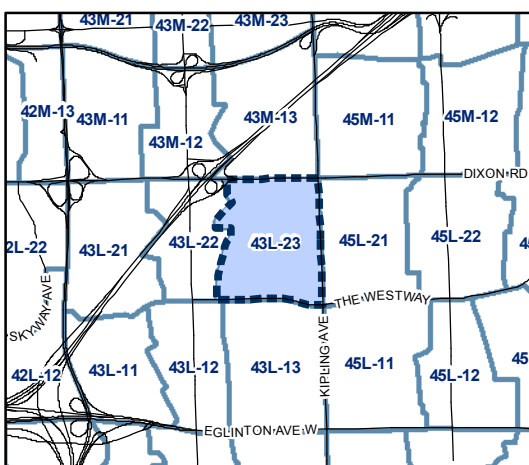 43M-21
43M-22
43M-23
42M-13
43M-11
43M-12
43M-13
45M-11
45M-12
DIXON RD
2L-22
43L-21
43L-22
43L-23
45L-21
45L-22
45
SKYWAY AVE
THE WESTWAY
KIPLING AVE
42L-12
43L-11
43L-12
43L-13
45L-11
45L-12
45
EGLINTON AVE W